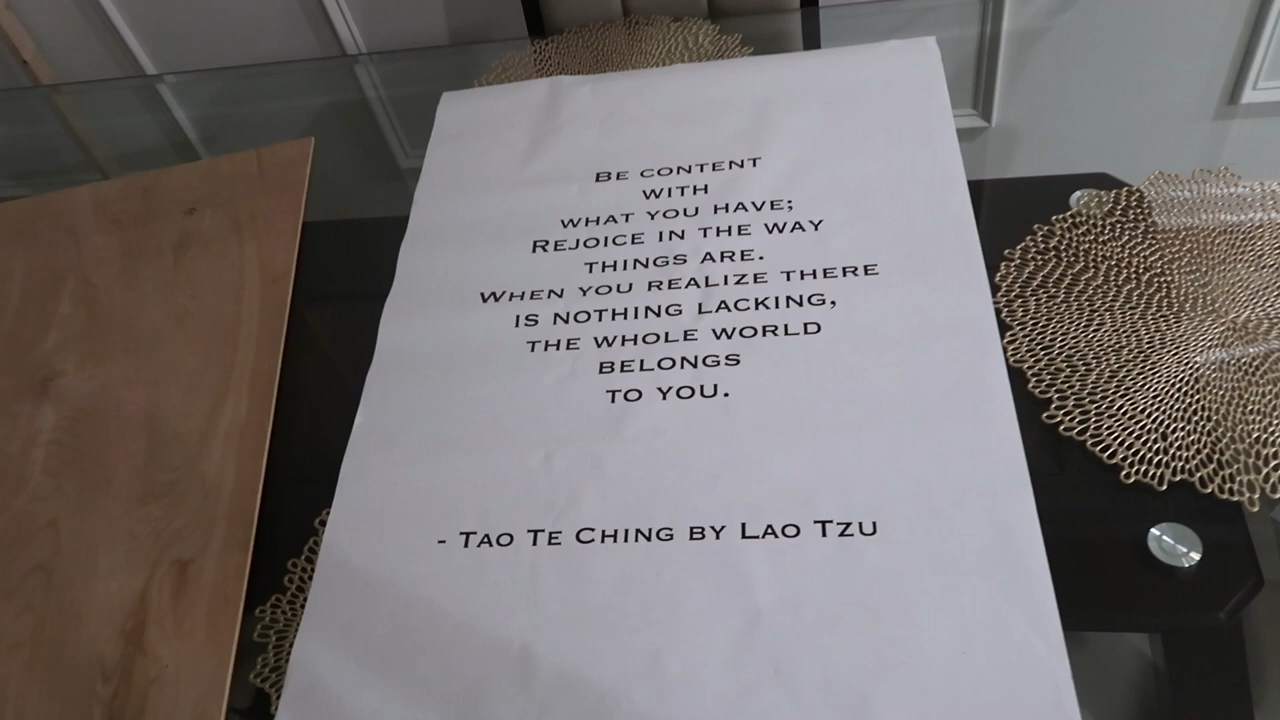 Be content
with
what you have;
Rejoice in the way
things are.
When you realize there
is nothing lacking,
the whole world
belongs
to you.
- Tao Te Ching by Lao Tzu